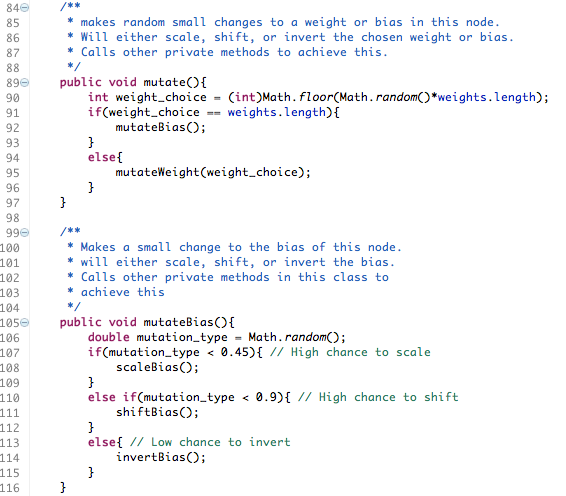 84 /**
85 * makes random small changes to a weight or bias in this node.
86 * Will either scale, shift, or invert the chosen weight or bias.
87 * Calls other private methods to achieve this.
88 */
89 public void mutate(){
90 int weight_choice = (int)Math.floor(Math.random()*weights.length);
91 if(weight_choice == weights.length){
92 mutateBias();
93 }
94 else{
95 mutateWeight(weight_choice);
96 }
97 }
98
99 /**
100 * Makes a small change to the bias of this node.
101 * will either scale, shift, or invert the bias.
102 * Calls other private methods in this class to
103 * achieve this
104 */
105 public void mutateBias(){
106 double mutation_type = Math.random();
107 if(mutation_type < 0.45){ // High chance to scale
108 scaleBias();
109 }
110 else if(mutation_type < 0.9){ // High chance to shift
111 shiftBias();
112 }
113 else{ // Low chance to invert
114 invertBias();
115 }
116 }